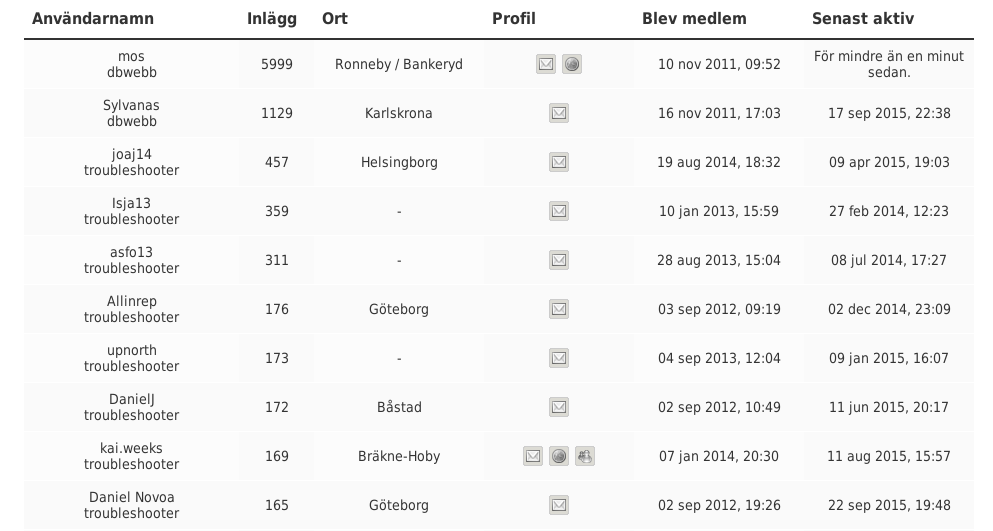 Användarnamn Inlägg Ort Profil Blev medlem Senast aktiv
mos
dbwebb
5999 Ronneby / Bankeryd 10 nov 2011, 09:52 För mindre än en minut
sedan.
Sylvanas
dbwebb
1129 Karlskrona 16 nov 2011, 17:03 17 sep 2015, 22:38
joaj14
troubleshooter
457 Helsingborg 19 aug 2014, 18:32 09 apr 2015, 19:03
Isja13
troubleshooter
359 - 10 jan 2013, 15:59 27 feb 2014, 12:23
asfo13
troubleshooter
311 - 28 aug 2013, 15:04 08 jul 2014, 17:27
Allinrep
troubleshooter
176 Göteborg 03 sep 2012, 09:19 02 dec 2014, 23:09
upnorth
troubleshooter
173 - 04 sep 2013, 12:04 09 jan 2015, 16:07
DanielJ
troubleshooter
172 Båstad 02 sep 2012, 10:49 11 jun 2015, 20:17
kai.weeks
troubleshooter
169 Bräkne-Hoby 07 jan 2014, 20:30 11 aug 2015, 15:57
Daniel Novoa
troubleshooter
165 Göteborg 02 sep 2012, 19:26 22 sep 2015, 19:48